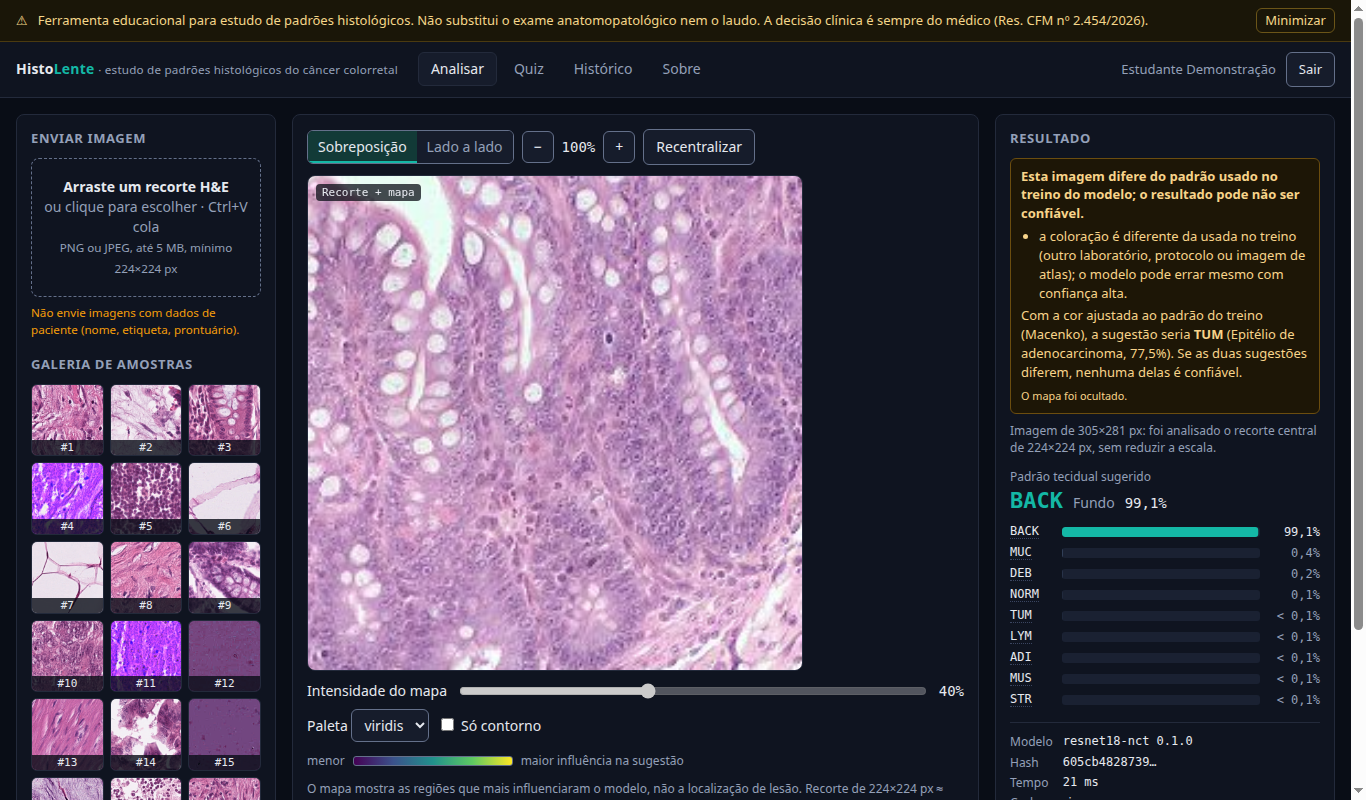 ⚠ Ferramenta educacional para estudo de padrões histológicos. Não substitui o exame anatomopatológico nem o laudo. A decisão clínica é sempre do médico (Res. CFM nº 2.454/2026).
Minimizar
HistoLente · estudo de padrões histológicos do câncer colorretal
Analisar
Quiz
Histórico
Sobre
Estudante Demonstração
Sair
ENVIAR IMAGEM
Arraste um recorte H&E
ou clique para escolher · Ctrl+V
cola
PNG ou JPEG, até 5 MB, mínimo
224×224 px
Não envie imagens com dados de
paciente (nome, etiqueta, prontuário).
GALERIA DE AMOSTRAS
#1
#2
#3
#4
#5
#6
#7
#8
#9
#10
#11
#12
#13
#14
#15
Sobreposição
Lado a lado
−
100%
+
Recentralizar
Recorte + mapa
Intensidade do mapa
40%
Paleta
viridis
Só contorno
menor
maior influência na sugestão
O mapa mostra as regiões que mais influenciaram o modelo, não a localização de lesão. Recorte de 224×224 px ≈
RESULTADO
Esta imagem difere do padrão usado no
treino do modelo; o resultado pode não ser
confiável.
• a coloração é diferente da usada no treino
(outro laboratório, protocolo ou imagem de
atlas); o modelo pode errar mesmo com
confiança alta.
Com a cor ajustada ao padrão do treino
(Macenko), a sugestão seria TUM (Epitélio de
adenocarcinoma, 77,5%). Se as duas sugestões
diferem, nenhuma delas é confiável.
O mapa foi ocultado.
Imagem de 305×281 px: foi analisado o recorte central
de 224×224 px, sem reduzir a escala.
Padrão tecidual sugerido
BACK Fundo 99,1%
BACK 99,1%
MUC 0,4%
DEB 0,2%
NORM 0,1%
TUM < 0,1%
LYM < 0,1%
ADI < 0,1%
MUS < 0,1%
STR < 0,1%
Modelo resnet18-nct 0.1.0
Hash 605cb4828739…
Tempo 21 ms